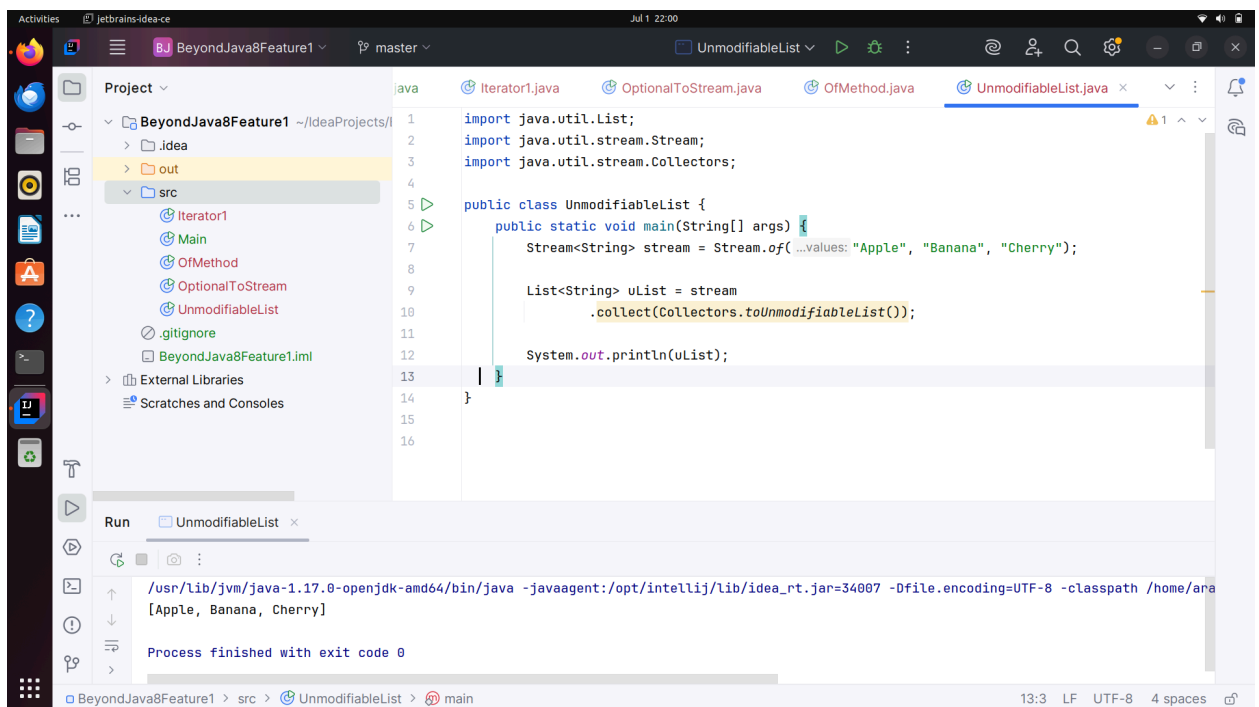 Activities jetbrains-idea-ce Jul 1 22:00
BJ BeyondJava8Feature1 master UnmodifiableList
Project
BeyondJava8Feature1 ~/IdeaProjects/
.idea
out
src
Iterator1
Main
OfMethod
OptionalToStream
UnmodifiableList
.gitignore
BeyondJava8Feature1.iml
External Libraries
Scratches and Consoles
java Iterator1.java OptionalToStream.java OfMethod.java UnmodifiableList.java
1 import java.util.List;
2 import java.util.stream.Stream;
3 import java.util.stream.Collectors;
4
5 public class UnmodifiableList {
6 public static void main(String[] args) {
7 Stream<String> stream = Stream.of( ...values: "Apple", "Banana", "Cherry");
8
9 List<String> uList = stream
10 .collect(Collectors.toUnmodifiableList());
11
12 System.out.println(uList);
13 }
14 }
15
16
1
Run UnmodifiableList
/usr/lib/jvm/java-1.17.0-openjdk-amd64/bin/java -javaagent:/opt/intellij/lib/idea_rt.jar=34007 -Dfile.encoding=UTF-8 -classpath /home/ara
[Apple, Banana, Cherry]
Process finished with exit code 0
BeyondJava8Feature1 > src > UnmodifiableList > main 13:3 LF UTF-8 4 spaces